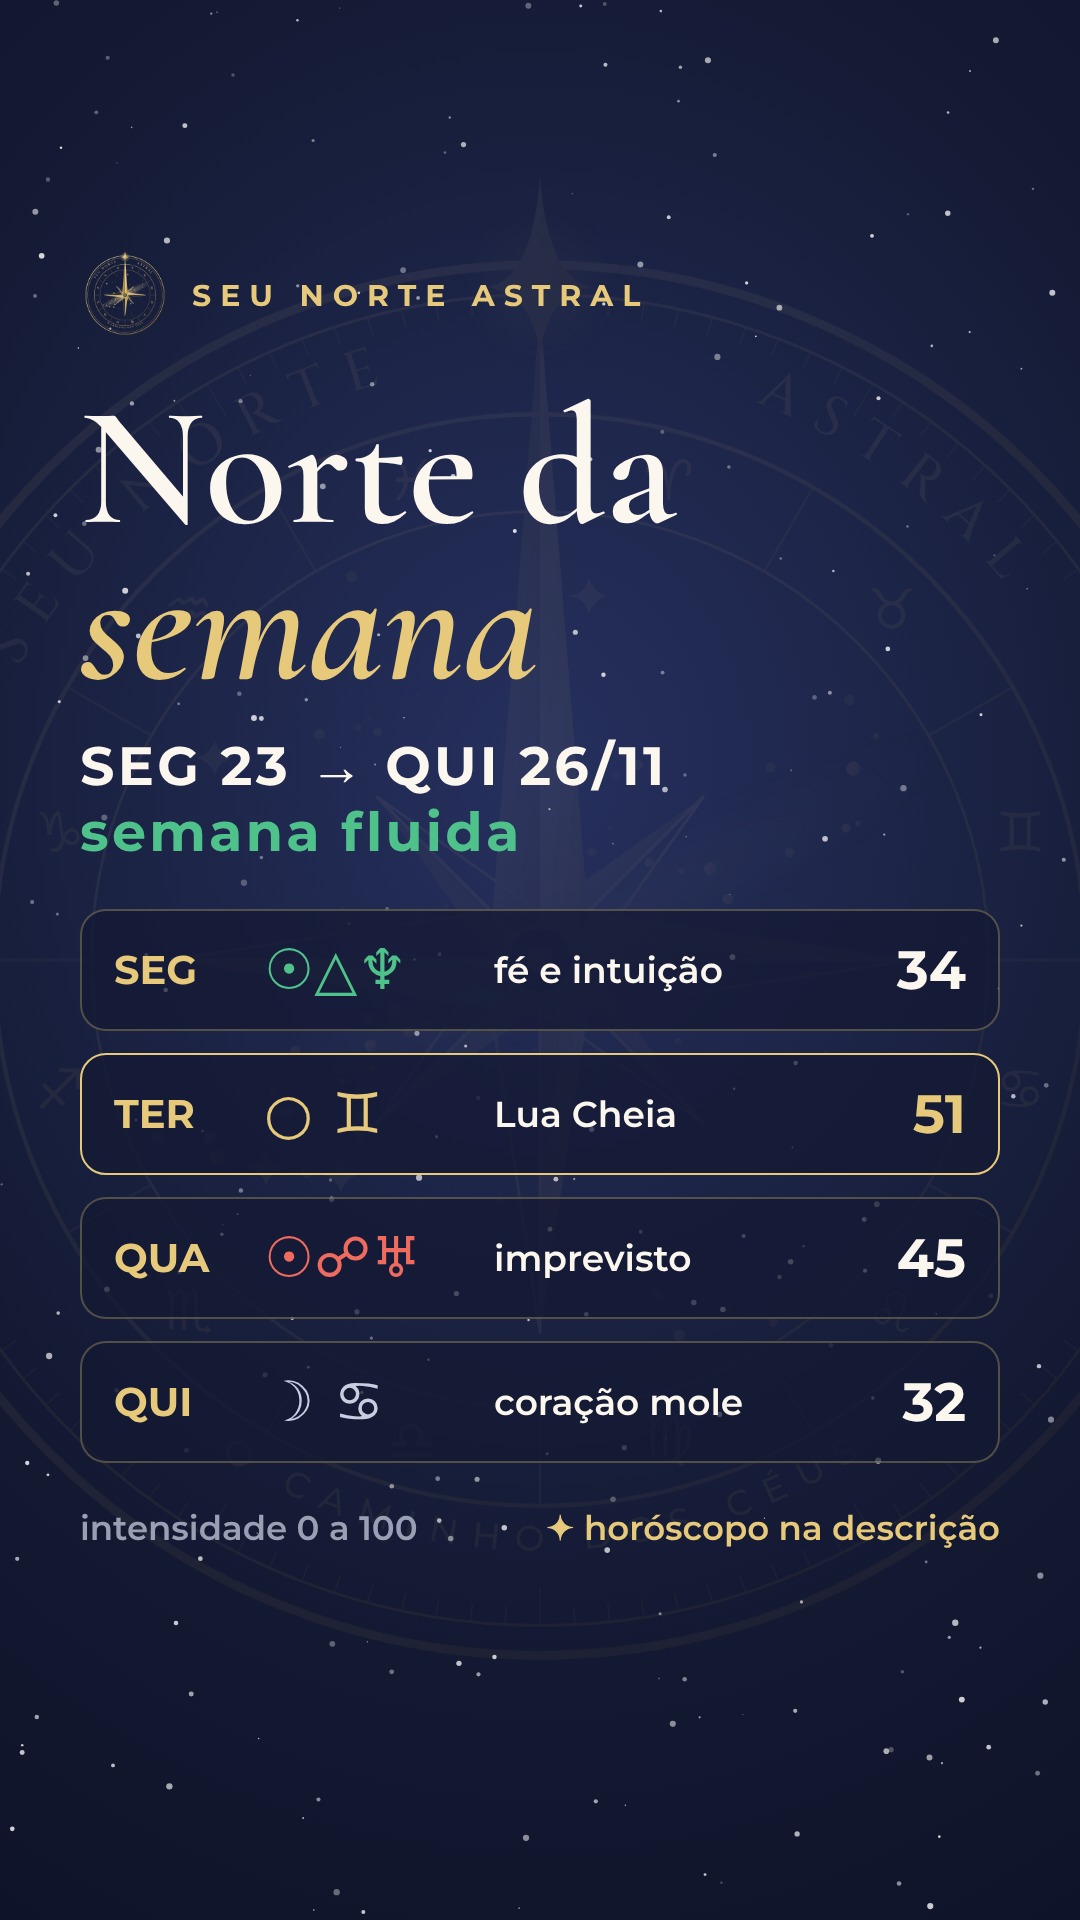 SEU NORTE ASTRAL
Norte da
semana
SEG 23 → QUI 26/11
semana fluida
SEG ☉△♆ fé e intuição 34
TER ○ ♊ Lua Cheia 51
QUA ☉☍♅ imprevisto 45
QUI ☽ ♋ coração mole 32
intensidade 0 a 100 ✦ horóscopo na descrição